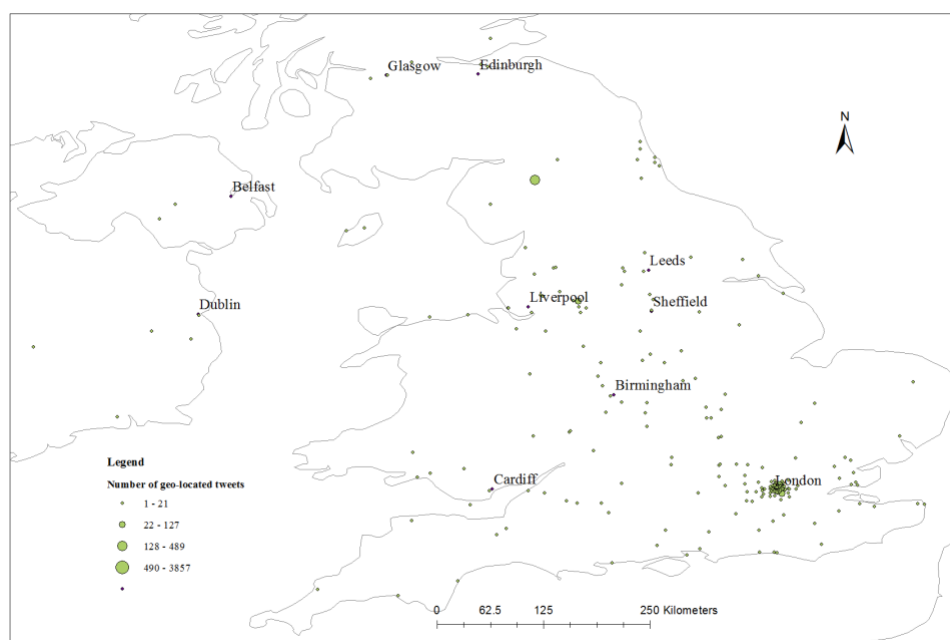 Glasgow
Edinburgh
N
Belfast
Leeds
Dublin
Liverpool
Sheffield
Birmingham
Legend
Number of geo-located tweets
Cardiff
London
1 - 21
22 - 127
128 - 489
490 - 3857
0 62.5 125 250 Kilometers